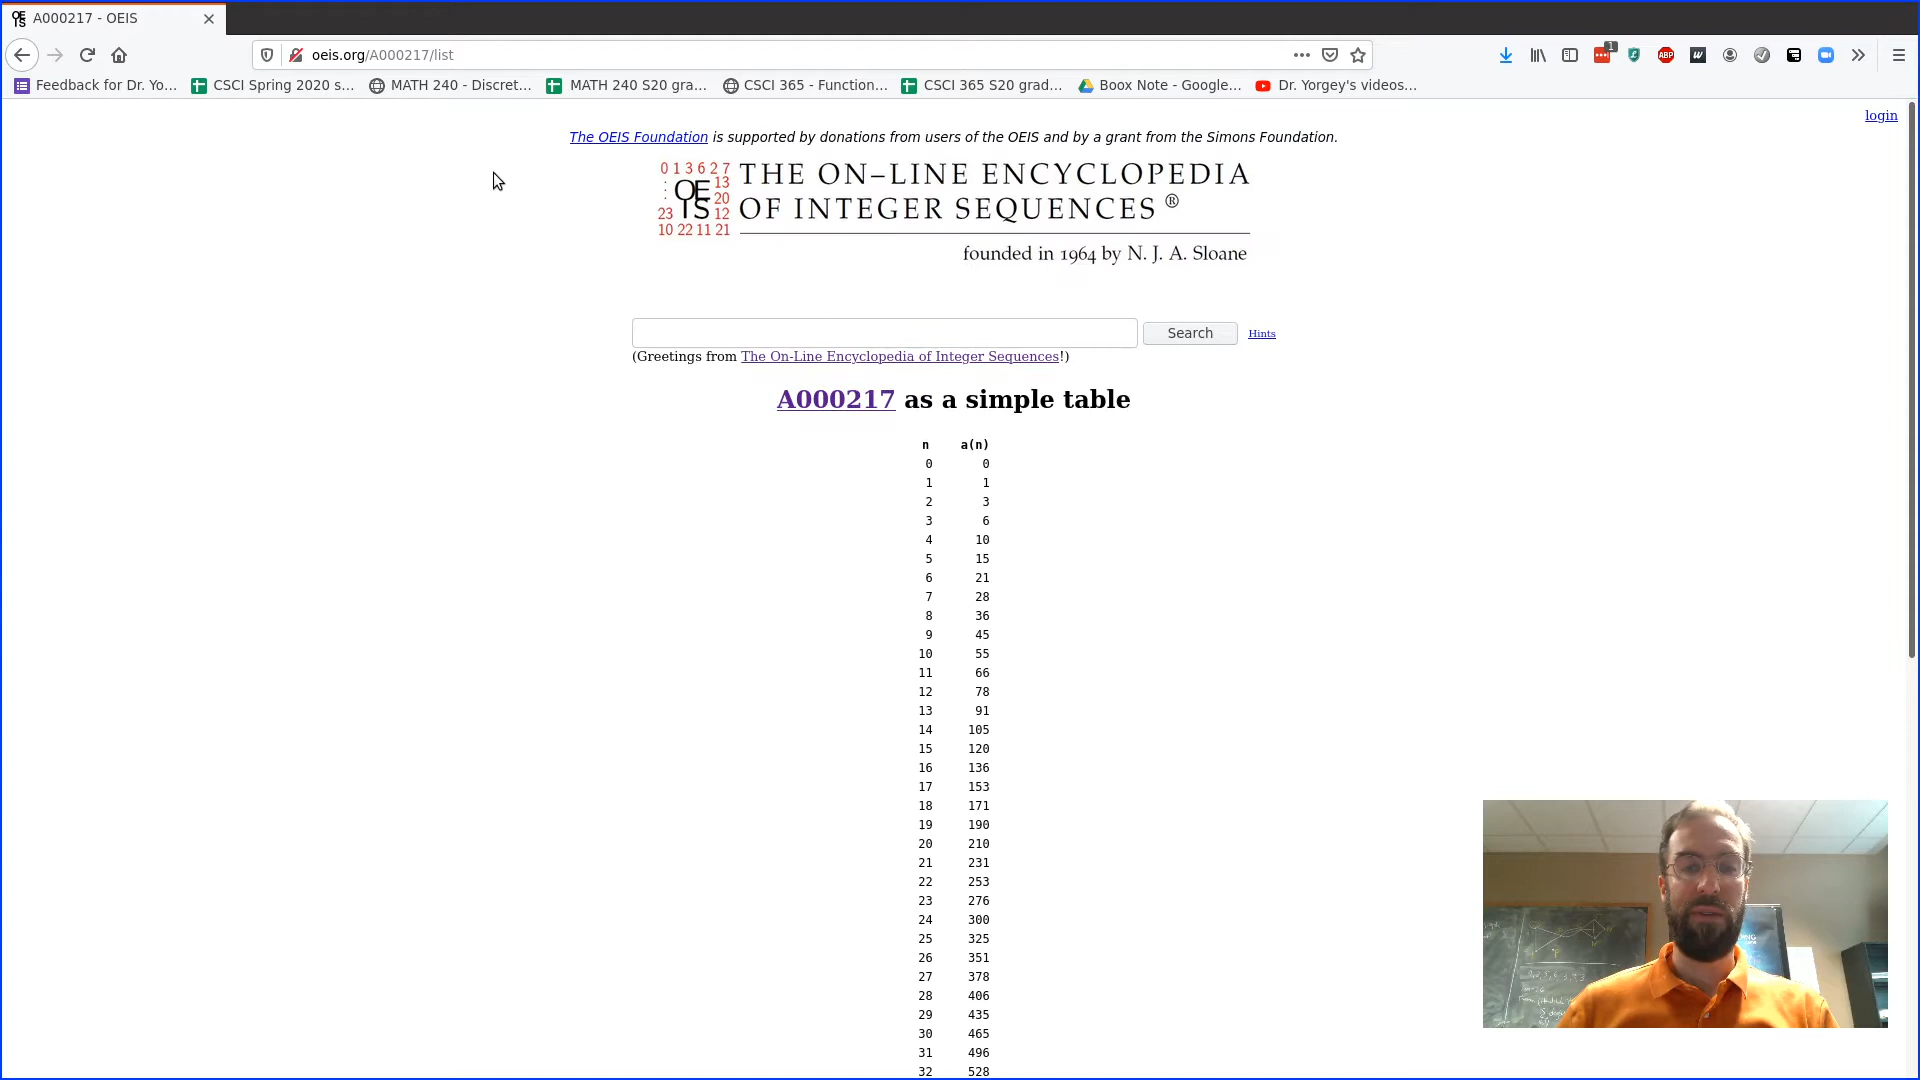 A000217 - OEIS
oeis.org/A000217/list
1
ABP
Feedback for Dr. Yo...
CSCI Spring 2020 s...
MATH 240 - Discret...
MATH 240 S20 gra...
CSCI 365 - Function...
CSCI 365 S20 grad...
Boox Note - Google...
Dr. Yorgey's videos...
login
The OEIS Foundation is supported by donations from users of the OEIS and by a grant from the Simons Foundation.
0 1 3 6 2 7
13
20
23 12
10 22 11 21
OE
IS
THE ON–LINE ENCYCLOPEDIA
OF INTEGER SEQUENCES ®
founded in 1964 by N. J. A. Sloane
Search
Hints
(Greetings from The On-Line Encyclopedia of Integer Sequences!)
A000217 as a simple table
n a(n)
0 0
1 1
2 3
3 6
4 10
5 15
6 21
7 28
8 36
9 45
10 55
11 66
12 78
13 91
14 105
15 120
16 136
17 153
18 171
19 190
20 210
21 231
22 253
23 276
24 300
25 325
26 351
27 378
28 406
29 435
30 465
31 496
32 528